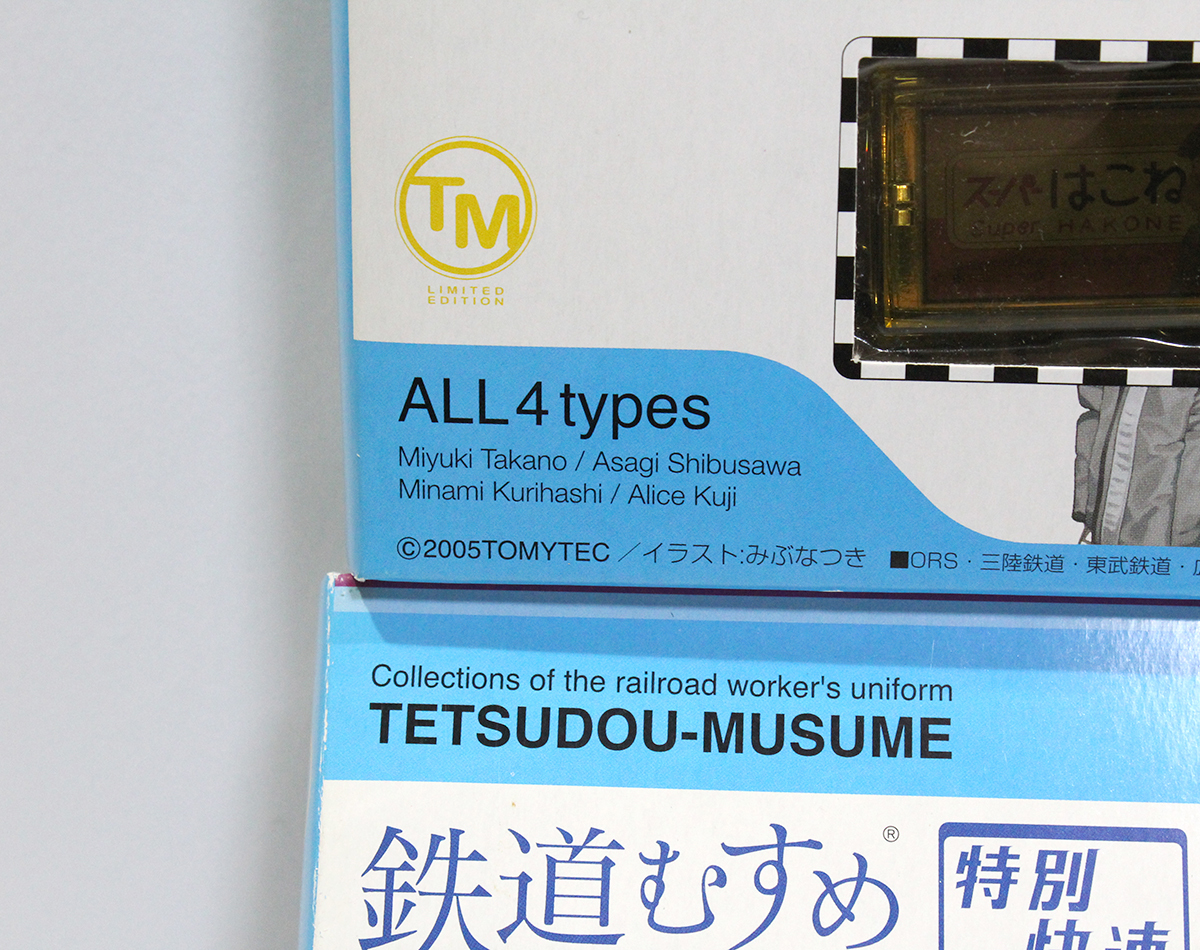 TM
LIMITED
EDITION
スーパーはこね
Super HAKONE
ALL 4 types
Miyuki Takano / Asagi Shibusawa
Minami Kurihashi / Alice Kuji
©2005TOMYTEC ／イラスト:みぶなつき ■ORS・三陸鉄道・東武鉄道・
Collections of the railroad worker's uniform
TETSUDOU-MUSUME
鉄道むすめ®
特別
快速